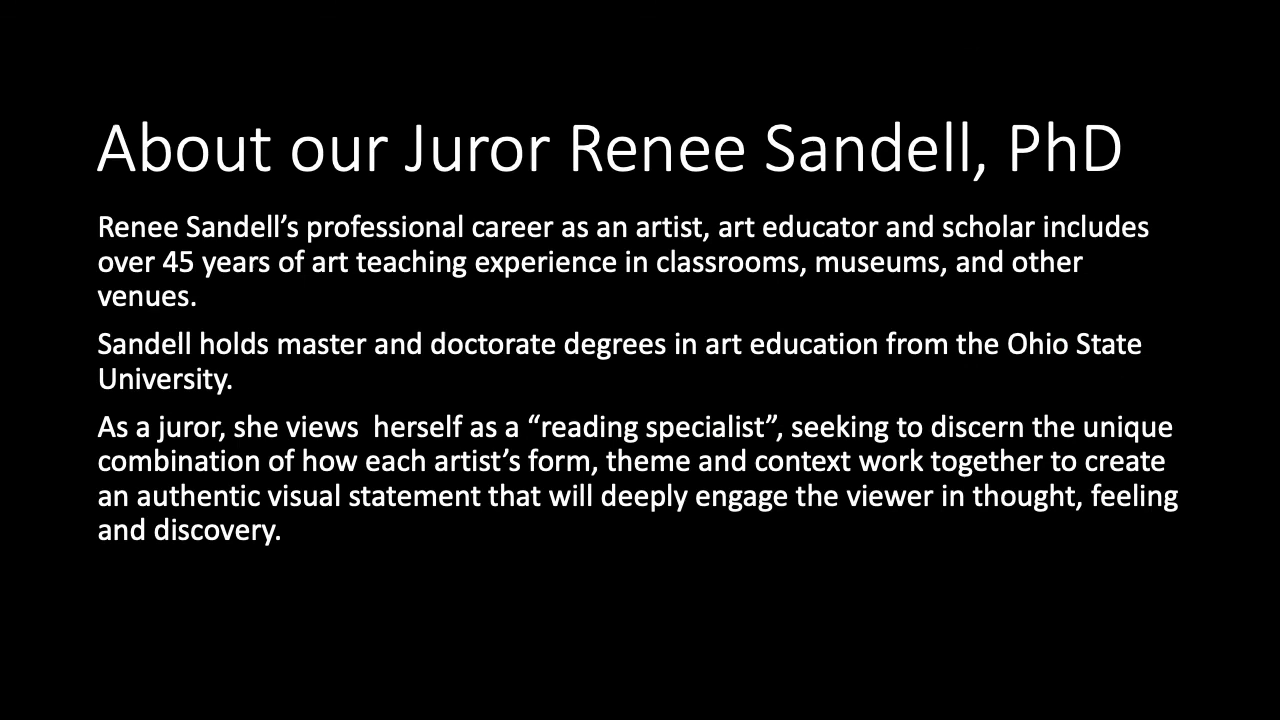 About our Juror Renee Sandell, PhD
Renee Sandell’s professional career as an artist, art educator and scholar includes
over 45 years of art teaching experience in classrooms, museums, and other
venues.
Sandell holds master and doctorate degrees in art education from the Ohio State
University.
As a juror, she views  herself as a “reading specialist”, seeking to discern the unique
combination of how each artist’s form, theme and context work together to create
an authentic visual statement that will deeply engage the viewer in thought, feeling
and discovery.